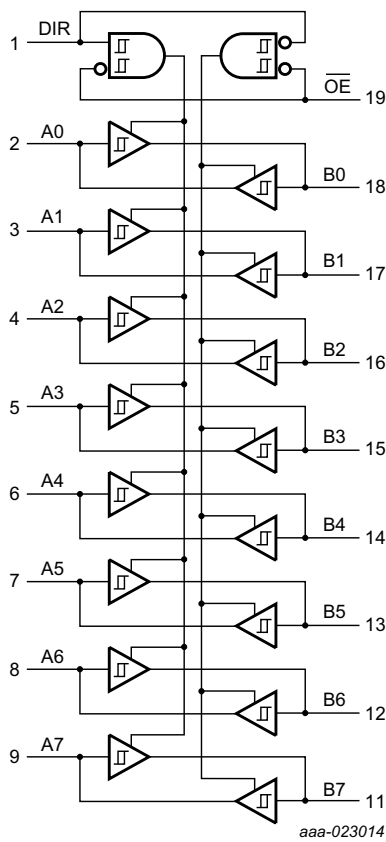 1 DIR
OE 19
2 A0
B0 18
3 A1
B1 17
4 A2
B2 16
5 A3
B3 15
6 A4
B4 14
7 A5
B5 13
8 A6
B6 12
9 A7
B7 11
aaa-023014